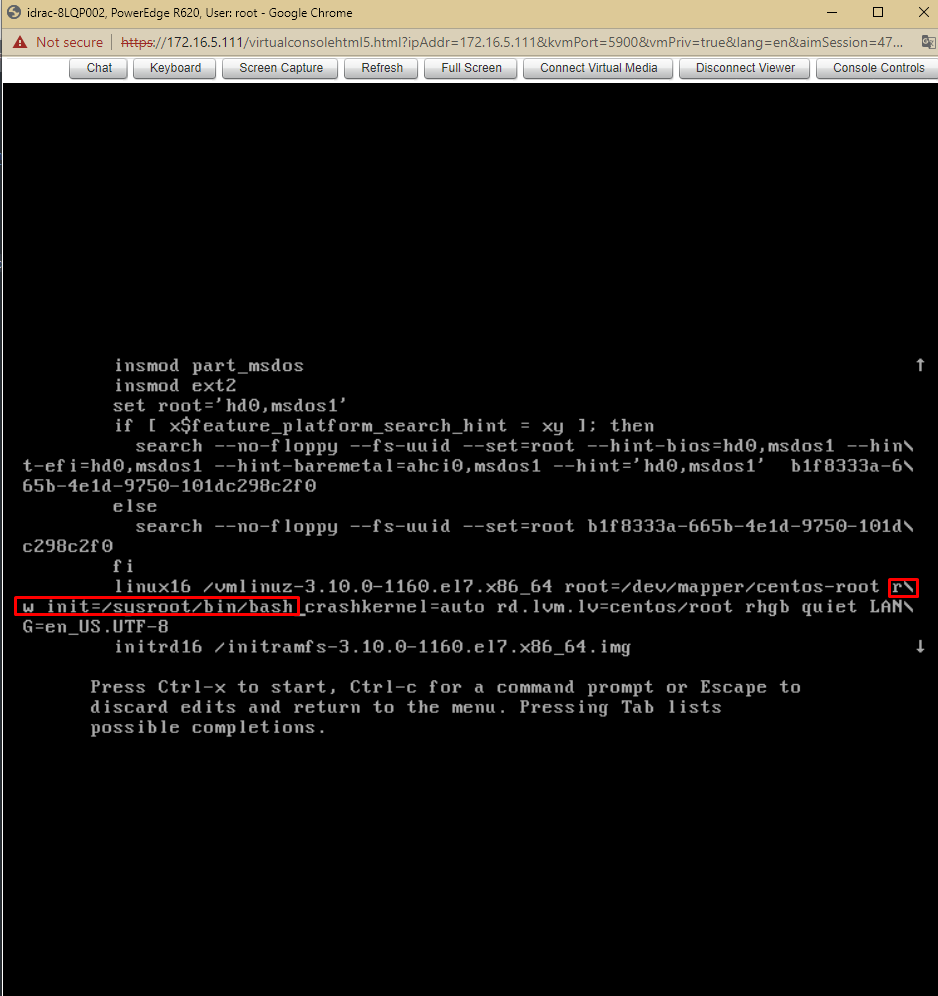 idrac-8LQP002, PowerEdge R620, User: root - Google Chrome
Not secure | https://172.16.5.111/virtualconsolehtml5.html?ipAddr=172.16.5.111&kvmPort=5900&vmPriv=true&lang=en&aimSession=47...
Chat Keyboard Screen Capture Refresh Full Screen Connect Virtual Media Disconnect Viewer Console Controls
insmod part_msdos ↑
insmod ext2
set root='hd0,msdos1'
if [ x$feature_platform_search_hint = xy ]; then
search --no-floppy --fs-uuid --set=root --hint-bios=hd0,msdos1 --hin\
t-efi=hd0,msdos1 --hint-baremetal=ahci0,msdos1 --hint='hd0,msdos1'  b1f8333a-6\
65b-4e1d-9750-101dc298c2f0
else
search --no-floppy --fs-uuid --set=root b1f8333a-665b-4e1d-9750-101d\
c298c2f0
fi
linux16 /vmlinuz-3.10.0-1160.el7.x86_64 root=/dev/mapper/centos-root r\
w init=/sysroot/bin/bash_crashkernel=auto rd.lvm.lv=centos/root rhgb quiet LAN\
G=en_US.UTF-8
initrd16 /initramfs-3.10.0-1160.el7.x86_64.img ↓
Press Ctrl-x to start, Ctrl-c for a command prompt or Escape to
discard edits and return to the menu. Pressing Tab lists
possible completions.